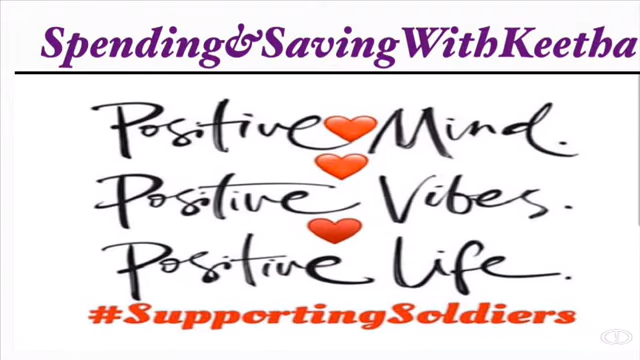 Spending&SavingWithKeetha
Positive Mind.
Positive Vibes.
Positive Life.
#SupportingSoldiers